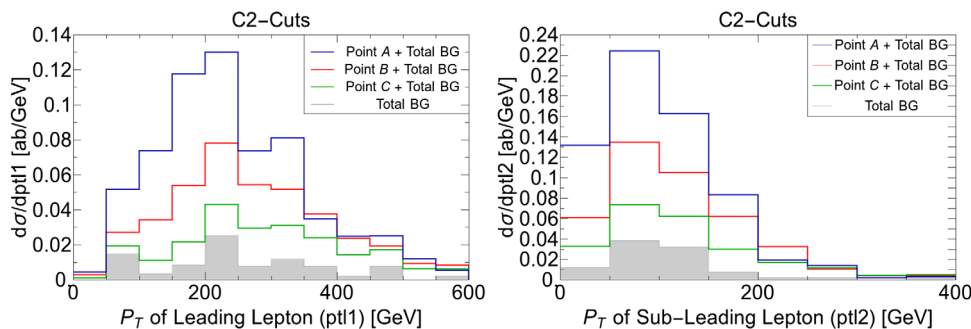 C2-Cuts
0.14
0.12
0.1
0.08
0.06
0.04
0.02
0
dσ/dptl1 [ab/GeV]
Point A + Total BG
Point B + Total BG
Point C + Total BG
Total BG
0 200 400 600
P_T of Leading Lepton (ptl1) [GeV]
C2-Cuts
0.24
0.22
0.2
0.18
0.16
0.14
0.12
0.1
0.08
0.06
0.04
0.02
0
dσ/dptl2 [ab/GeV]
Point A + Total BG
Point B + Total BG
Point C + Total BG
Total BG
0 200 400
P_T of Sub-Leading Lepton (ptl2) [GeV]